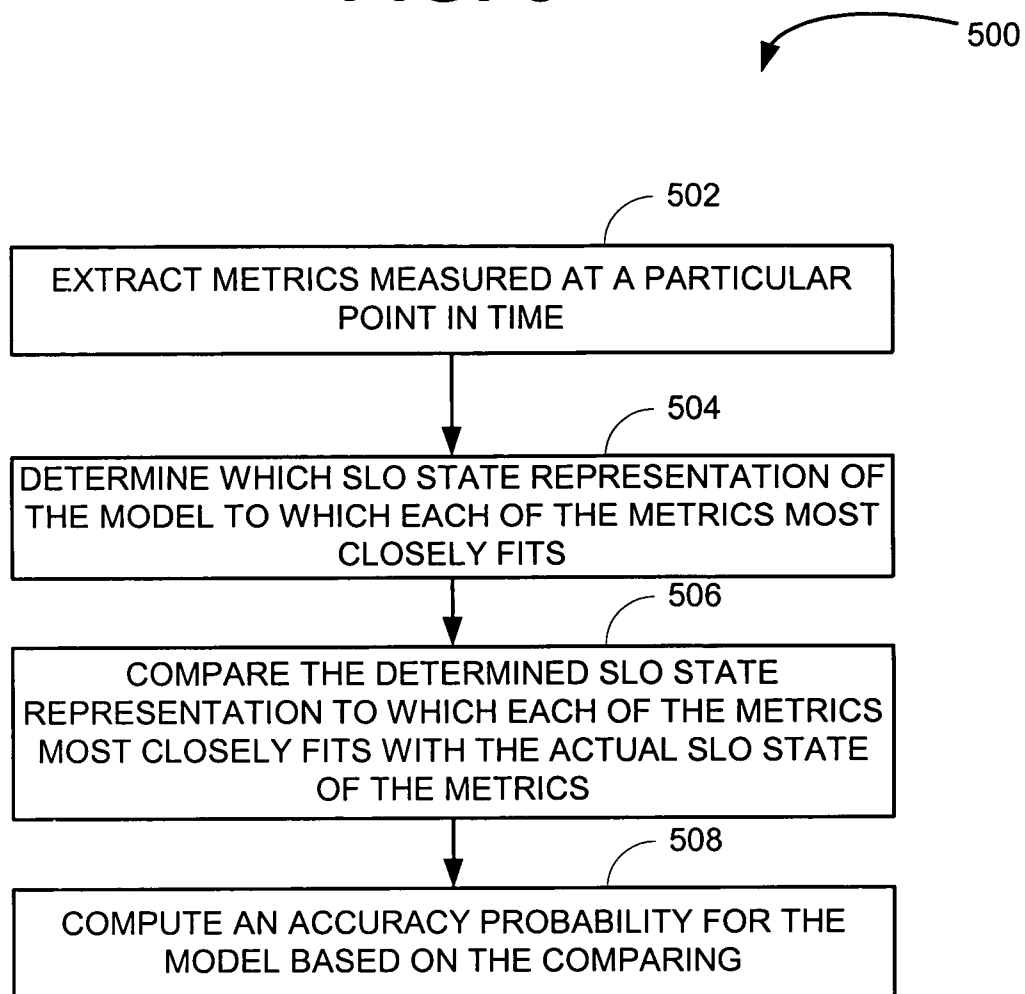 500
502
EXTRACT METRICS MEASURED AT A PARTICULAR
POINT IN TIME
504
DETERMINE WHICH SLO STATE REPRESENTATION OF
THE MODEL TO WHICH EACH OF THE METRICS MOST
CLOSELY FITS
506
COMPARE THE DETERMINED SLO STATE
REPRESENTATION TO WHICH EACH OF THE METRICS
MOST CLOSELY FITS WITH THE ACTUAL SLO STATE
OF THE METRICS
508
COMPUTE AN ACCURACY PROBABILITY FOR THE
MODEL BASED ON THE COMPARING